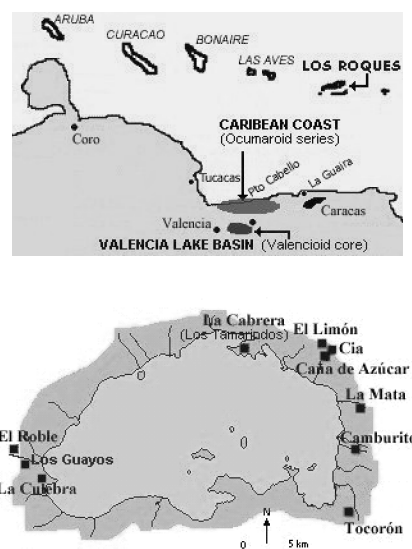 ARUBA
CURACAO
BONAIRE
LAS AVES
LOS ROQUES
CARIBEAN COAST
(Ocumaroid series)
Coro
Tucacas
Pto Cabello
La Guaira
Caracas
Valencia
VALENCIA LAKE BASIN (Valencioid core)
La Cabrera
(Los Tamarindos)
El Limón
Cia
Caña de Azúcar
La Mata
El Roble
Camburito
Los Guayos
La Culebra
Tocorón
N
0 5 km